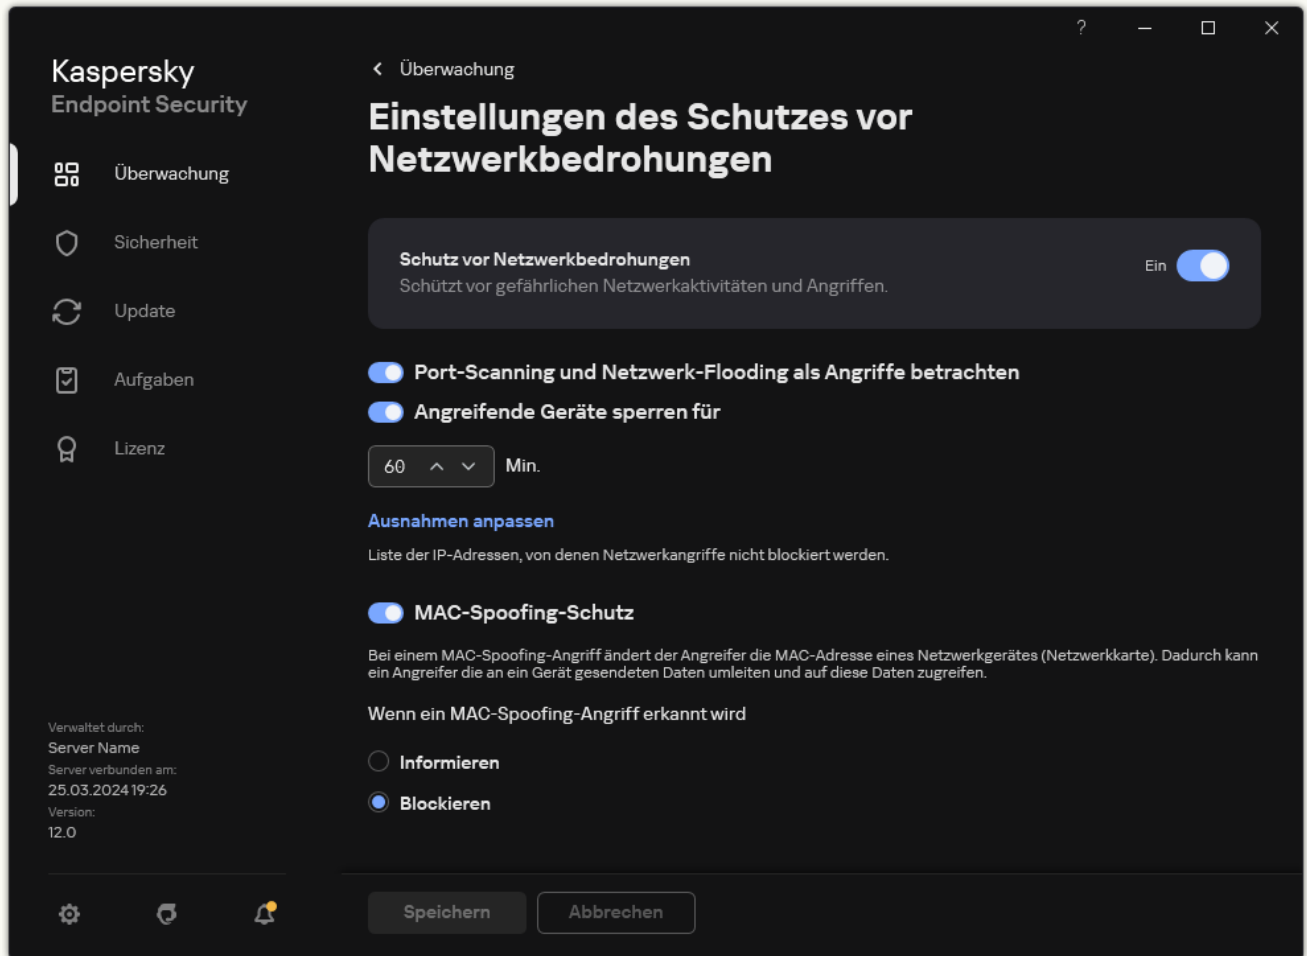 ?
Kaspersky
Endpoint Security
Überwachung
Sicherheit
Update
Aufgaben
Lizenz
Verwaltet durch:
Server Name
Server verbunden am:
25.03.2024 19:26
Version:
12.0
Überwachung
Einstellungen des Schutzes vor
Netzwerkbedrohungen
Schutz vor Netzwerkbedrohungen
Schützt vor gefährlichen Netzwerkaktivitäten und Angriffen.
Ein
Port-Scanning und Netzwerk-Flooding als Angriffe betrachten
Angreifende Geräte sperren für
60 Min.
Ausnahmen anpassen
Liste der IP-Adressen, von denen Netzwerkangriffe nicht blockiert werden.
MAC-Spoofing-Schutz
Bei einem MAC-Spoofing-Angriff ändert der Angreifer die MAC-Adresse eines Netzwerkgerätes (Netzwerkkarte). Dadurch kann
ein Angreifer die an ein Gerät gesendeten Daten umleiten und auf diese Daten zugreifen.
Wenn ein MAC-Spoofing-Angriff erkannt wird
Informieren
Blockieren
Speichern
Abbrechen